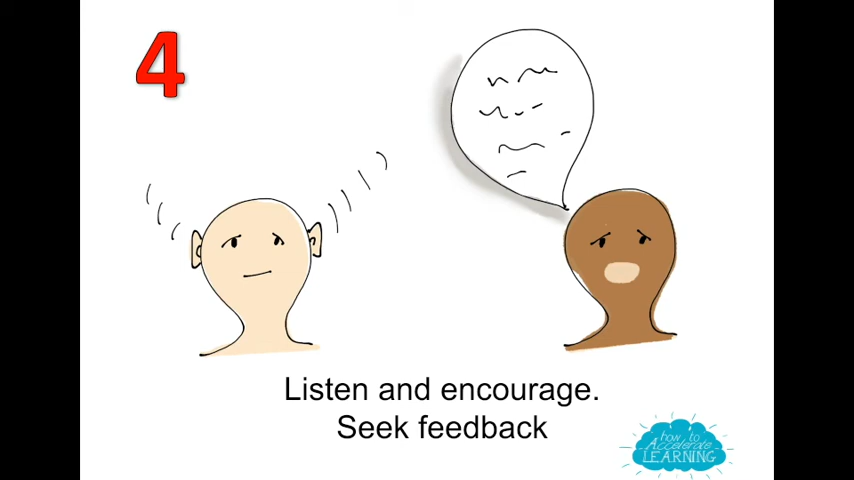 4
Listen and encourage.
Seek feedback
how to
Accelerate
LEARNING